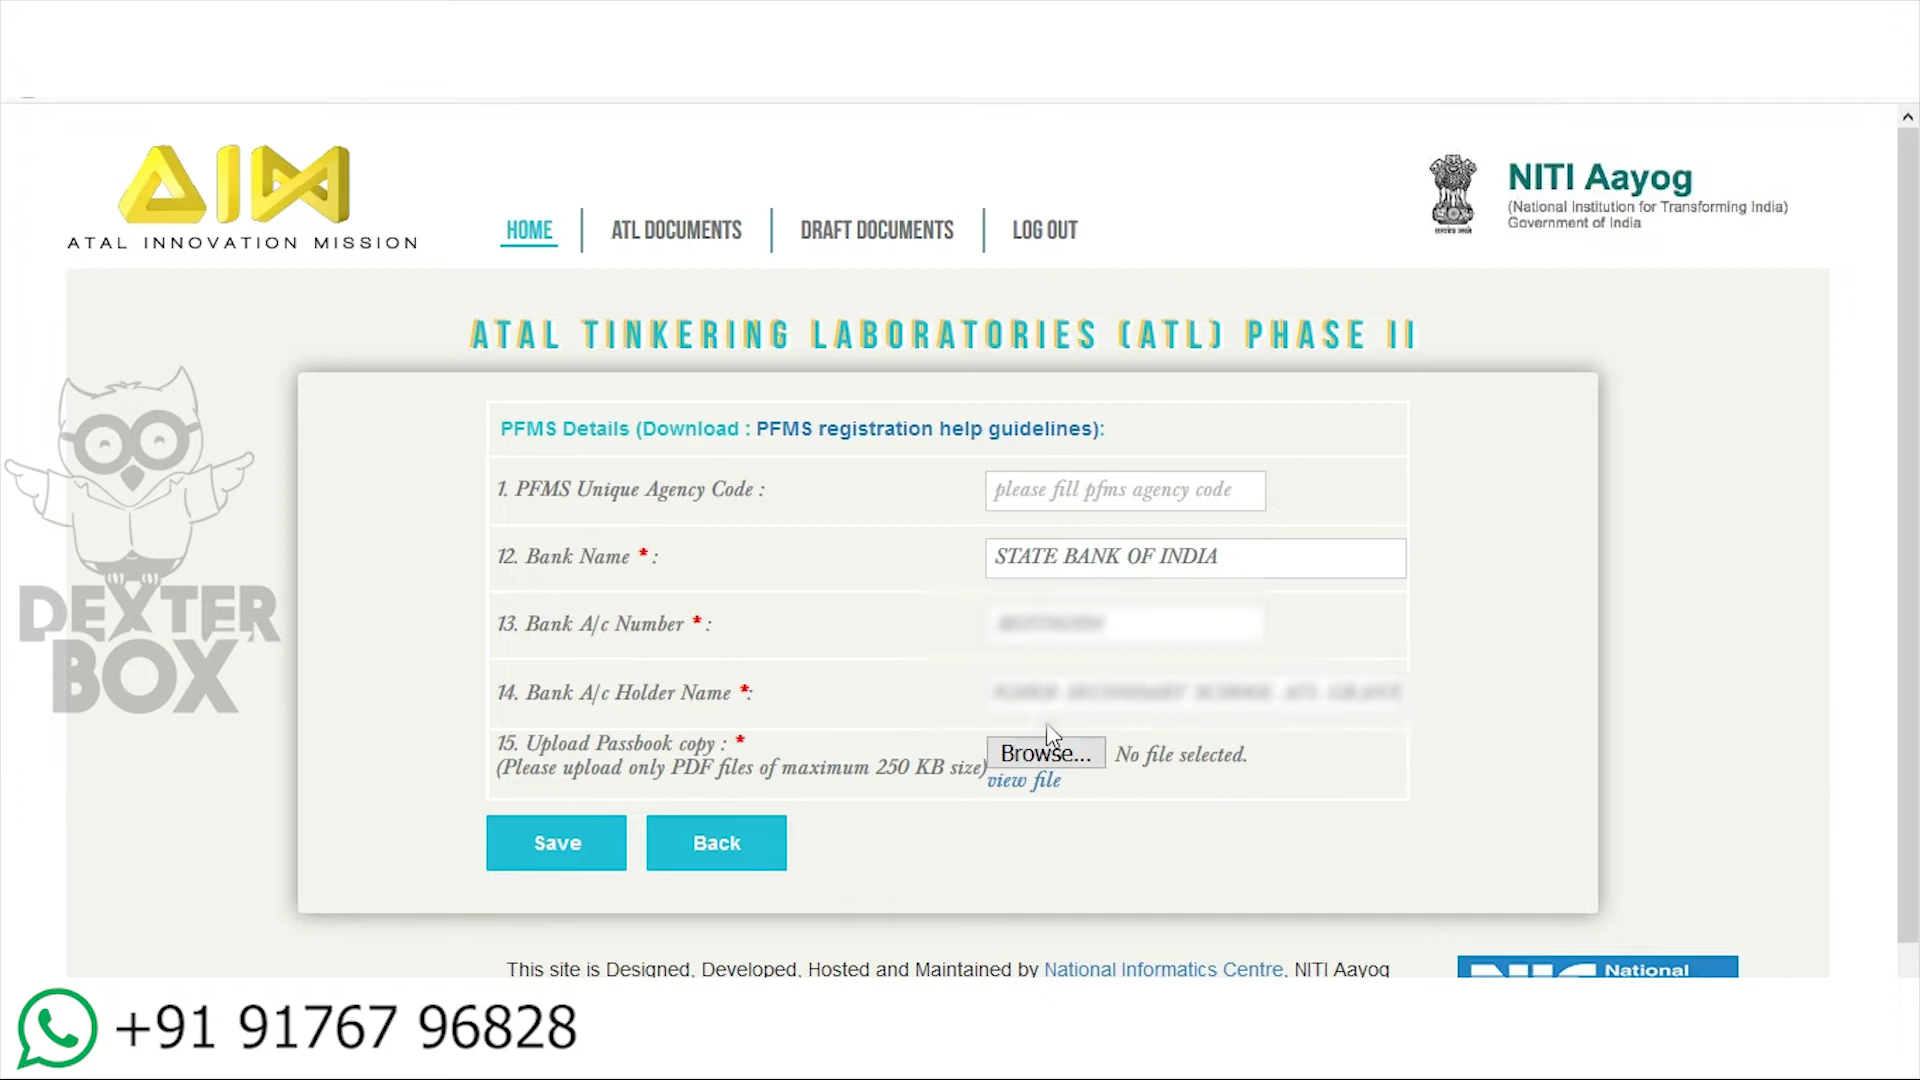 ATAL INNOVATION MISSION
HOME
ATL DOCUMENTS
DRAFT DOCUMENTS
LOG OUT
NITI Aayog
(National Institution for Transforming India)
Government of India
ATAL TINKERING LABORATORIES (ATL) PHASE II
PFMS Details (Download : PFMS registration help guidelines):
1. PFMS Unique Agency Code :
please fill pfms agency code
12. Bank Name * :
STATE BANK OF INDIA
13. Bank A/c Number * :
14. Bank A/c Holder Name *:
SECONDARY SCHOOL ATL GRANT
15. Upload Passbook copy : *
(Please upload only PDF files of maximum 250 KB size)
Browse... No file selected.
view file
Save
Back
DEXTER
BOX
This site is Designed, Developed, Hosted and Maintained by National Informatics Centre, NITI Aayog
National
+91 91767 96828